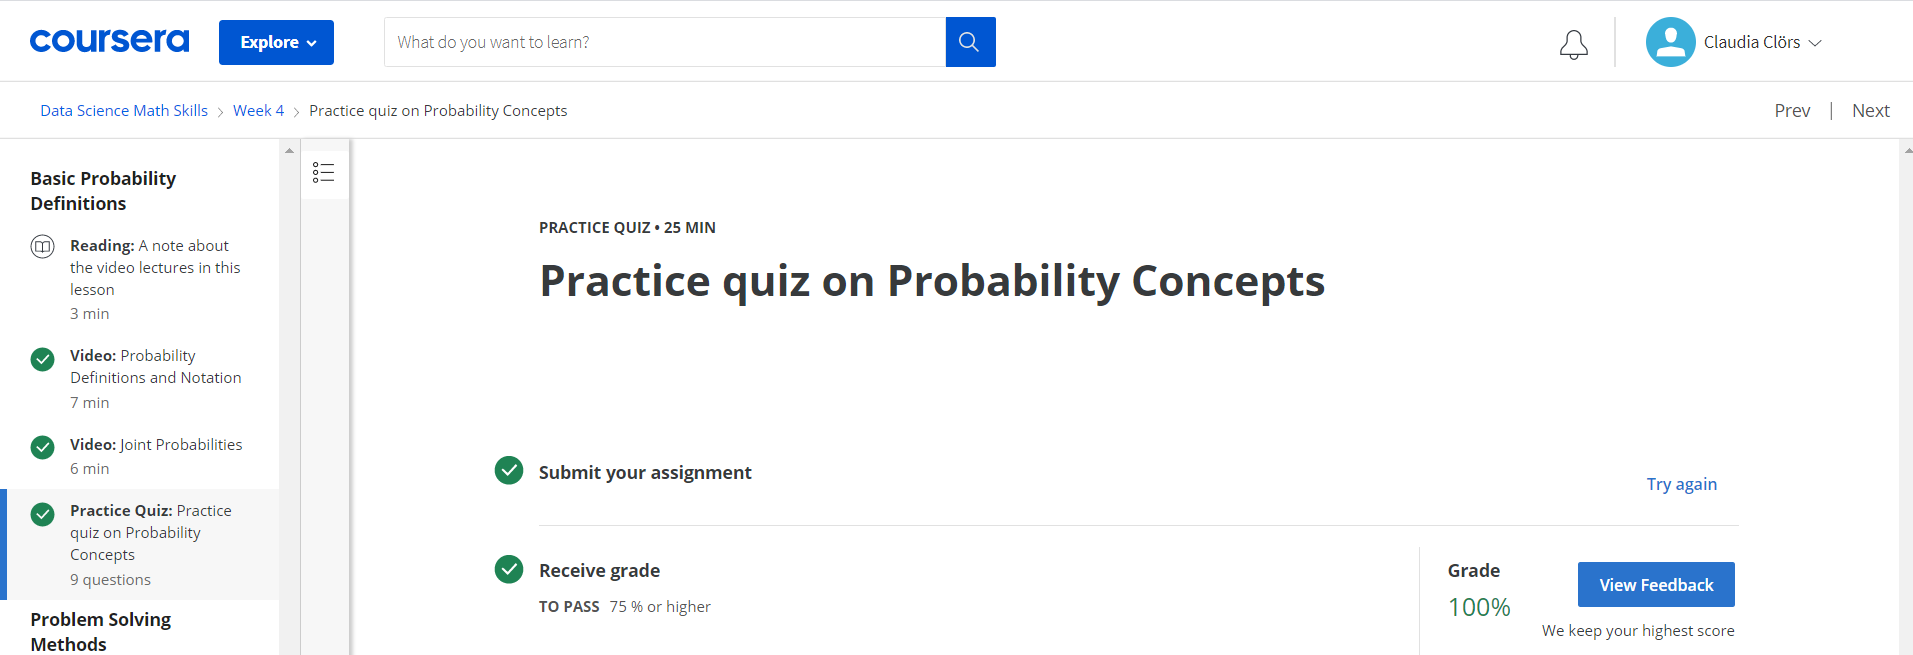 coursera
Explore
What do you want to learn?
Claudia Clörs
Data Science Math Skills
Week 4
Practice quiz on Probability Concepts
Prev | Next
Basic Probability
Definitions
Reading: A note about
the video lectures in this
lesson
3 min
Video: Probability
Definitions and Notation
7 min
Video: Joint Probabilities
6 min
Practice Quiz: Practice
quiz on Probability
Concepts
9 questions
Problem Solving
Methods
PRACTICE QUIZ • 25 MIN
Practice quiz on Probability Concepts
Submit your assignment
Try again
Receive grade
TO PASS 75 % or higher
Grade
100%
View Feedback
We keep your highest score